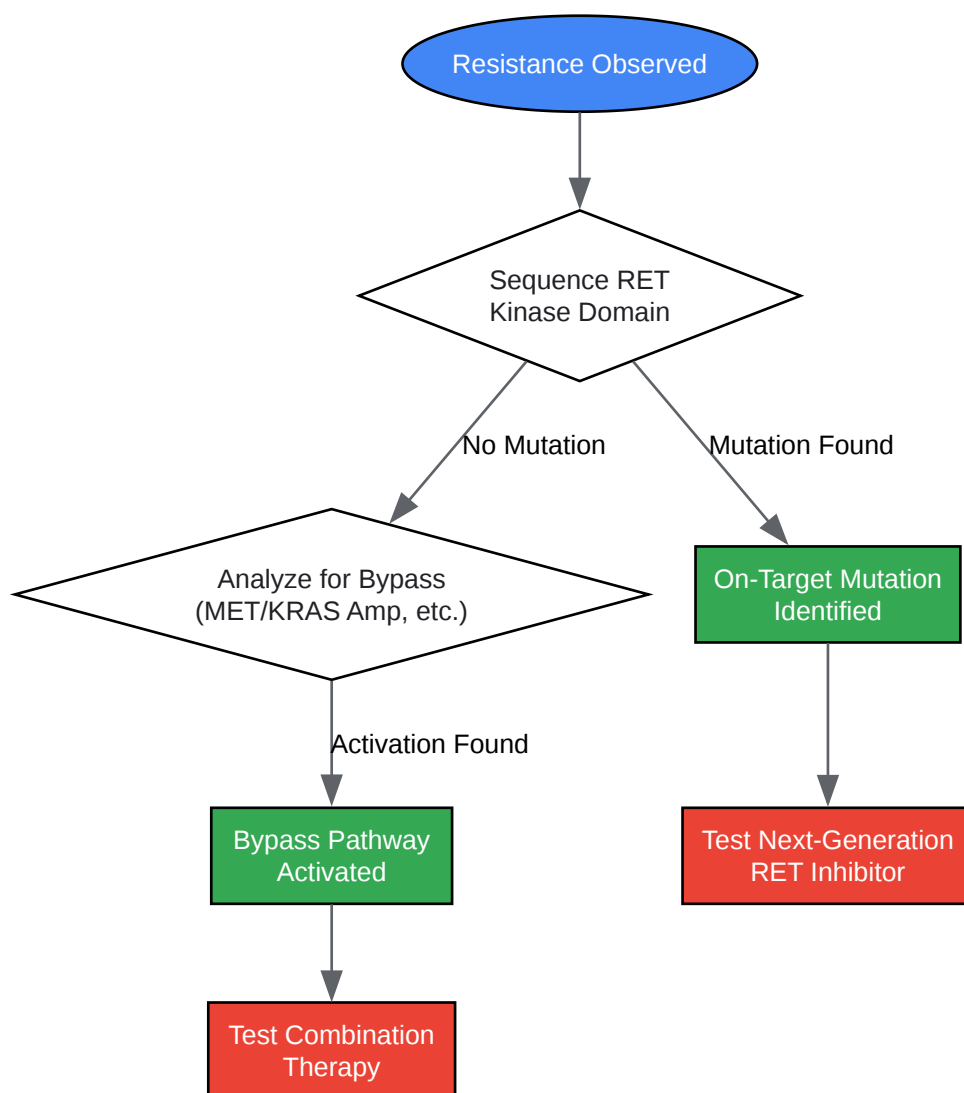 Resistance Observed
Sequence RET
Kinase Domain
No Mutation
Mutation Found
Analyze for Bypass
(MET/KRAS Amp, etc.)
On-Target Mutation
Identified
Activation Found
Bypass Pathway
Activated
Test Next-Generation
RET Inhibitor
Test Combination
Therapy